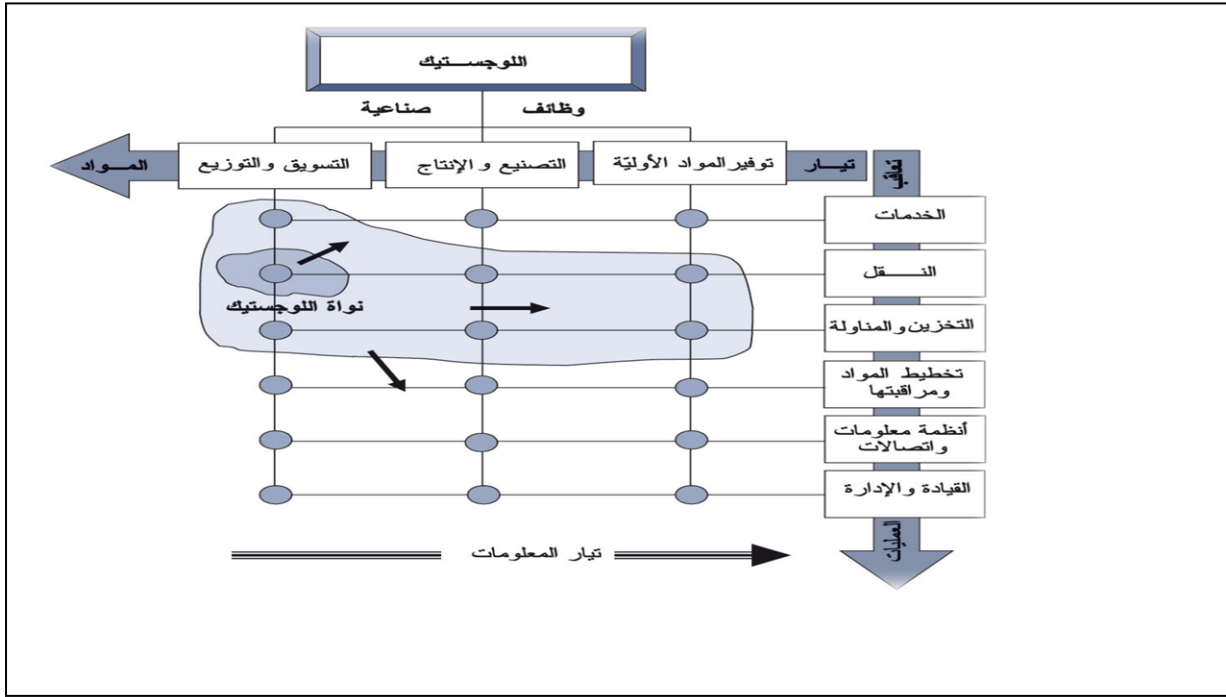 اللوجستيك
وظائف صناعية
تيار المواد
توفير المواد الأوليّة
التصنيع و الإنتاج
التسويق والتوزيع
تعاقب العمليات
الخدمات
النقل
نواة اللوجستيك
التخزين والمناولة
تخطيط المواد
ومراقبتها
أنظمة معلومات
واتصالات
القيادة والإدارة
تيار المعلومات